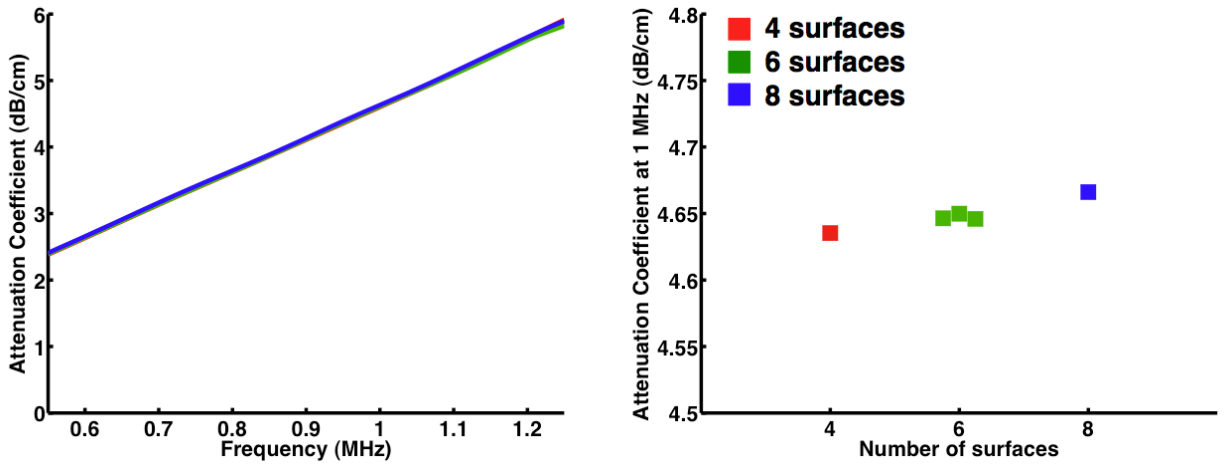 Attenuation Coefficient (dB/cm)
6
5
4
3
2
1
0
0.6 0.7 0.8 0.9 1 1.1 1.2
Frequency (MHz)
Attenuation Coefficient at 1 MHz (dB/cm)
4.8
4.75
4.7
4.65
4.6
4.55
4.5
4 surfaces
6 surfaces
8 surfaces
4 6 8
Number of surfaces